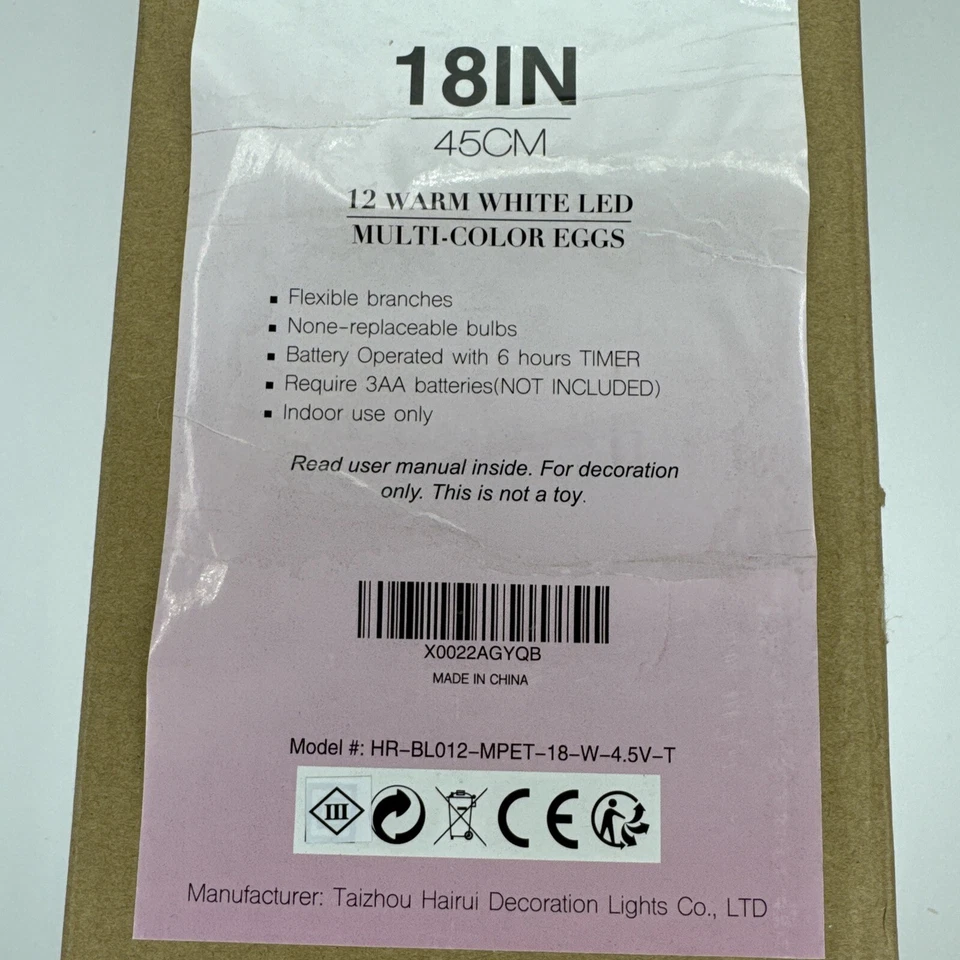 18IN
45CM
12 WARM WHITE LED
MULTI-COLOR EGGS
▪ Flexible branches
▪ None-replaceable bulbs
▪ Battery Operated with 6 hours TIMER
▪ Require 3AA batteries(NOT INCLUDED)
▪ Indoor use only
Read user manual inside. For decoration
only. This is not a toy.
X0022AGYQB
MADE IN CHINA
Model #: HR-BL012-MPET-18-W-4.5V-T
III CE
Manufacturer: Taizhou Hairui Decoration Lights Co., LTD